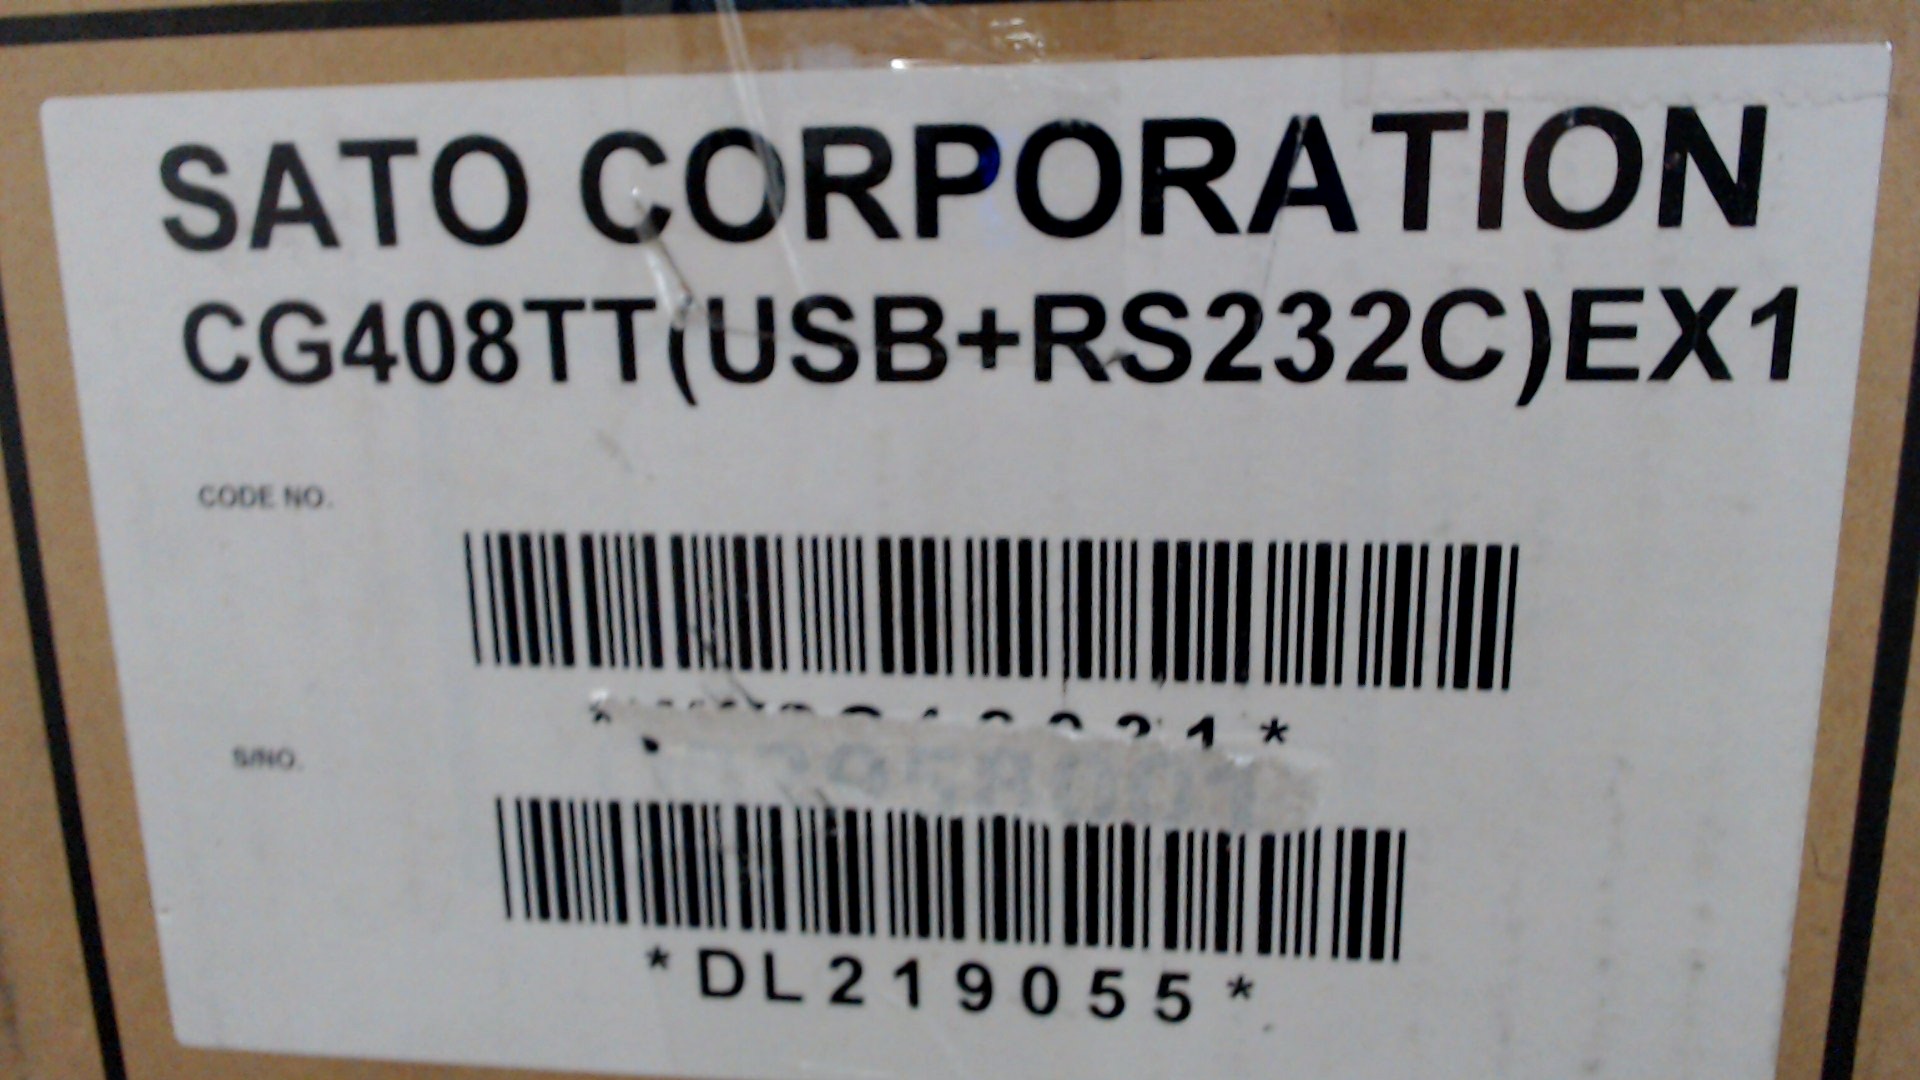 SATO CORPORATION
CG408TT(USB+RS232C)EX1
CODE NO.
S/NO.
*DL219055*